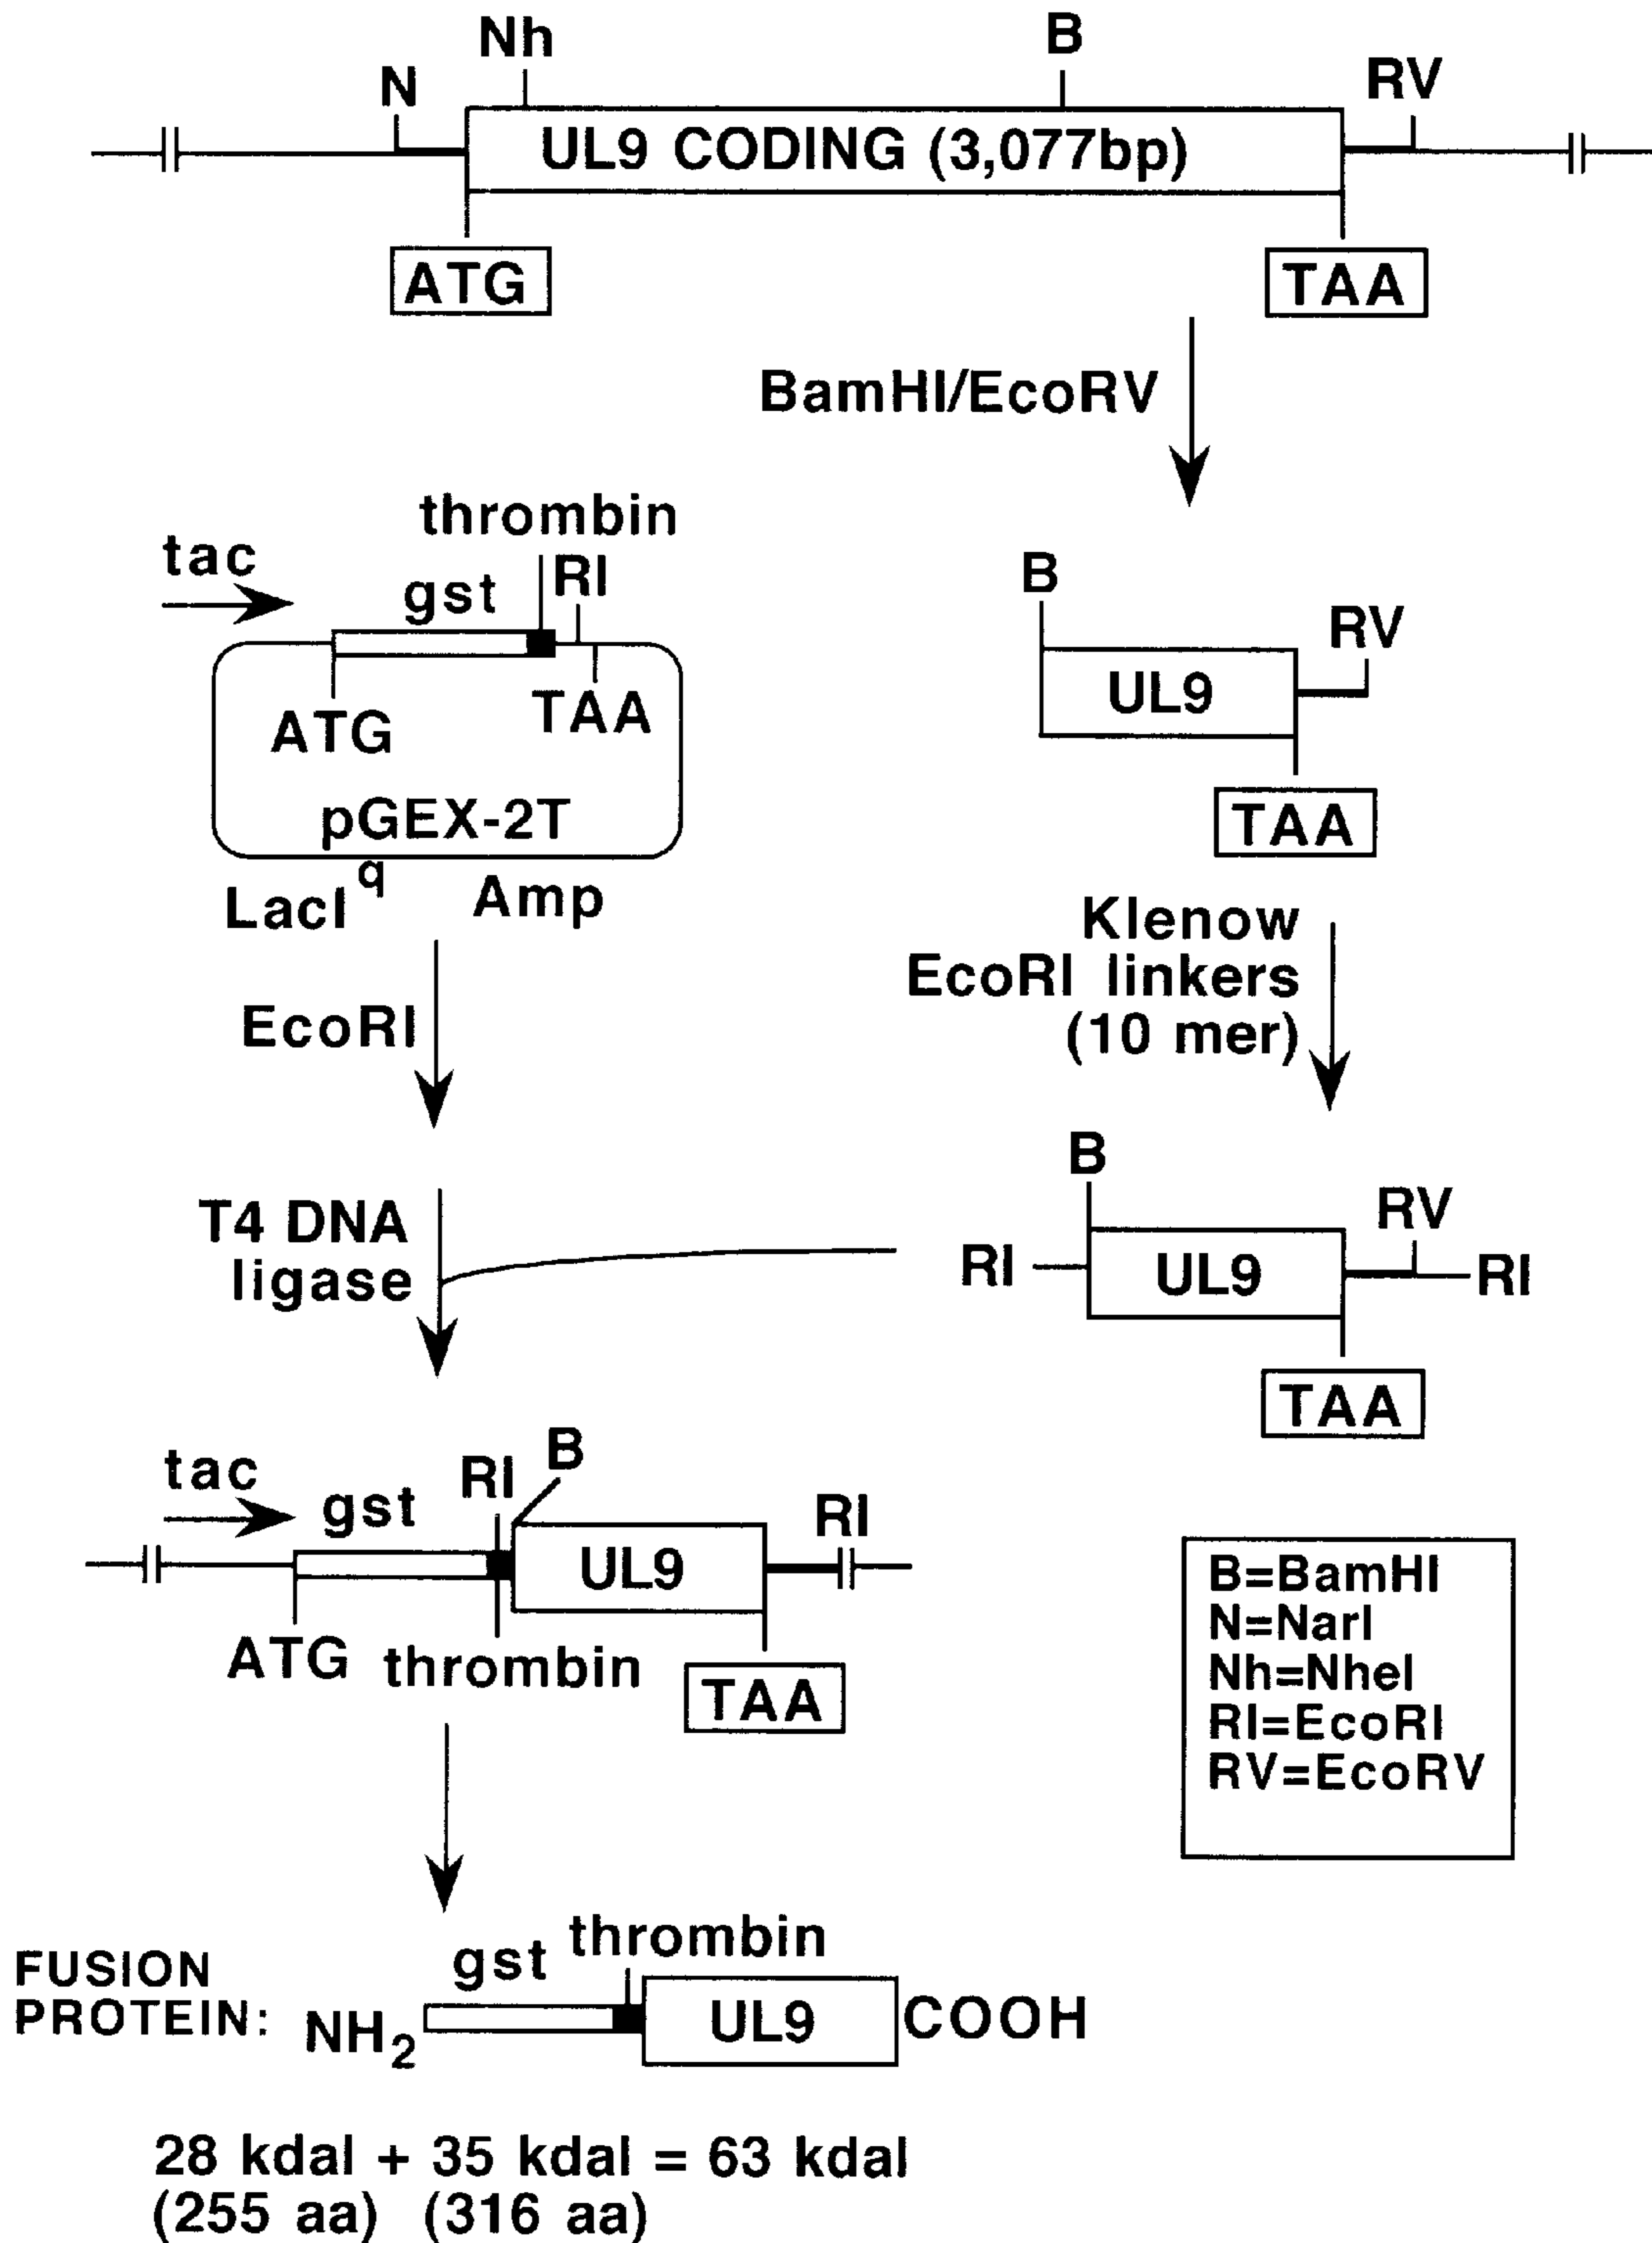 Nh
B
N
RV
UL9 CODING (3,077bp)
ATG
TAA
BamHI/EcoRV
thrombin
tac
gst
RI
ATG
TAA
pGEX-2T
LacI^q
Amp
B
RV
UL9
TAA
EcoRI
Klenow
EcoRI linkers
(10 mer)
T4 DNA
ligase
B
RV
RI
UL9
RI
TAA
tac
gst
RI
B
RI
UL9
ATG
thrombin
TAA
B=BamHI
N=NarI
Nh=NheI
RI=EcoRI
RV=EcoRV
FUSION
PROTEIN:
gst
thrombin
NH2
UL9
COOH
28 kdal + 35 kdal = 63 kdal
(255 aa) (316 aa)